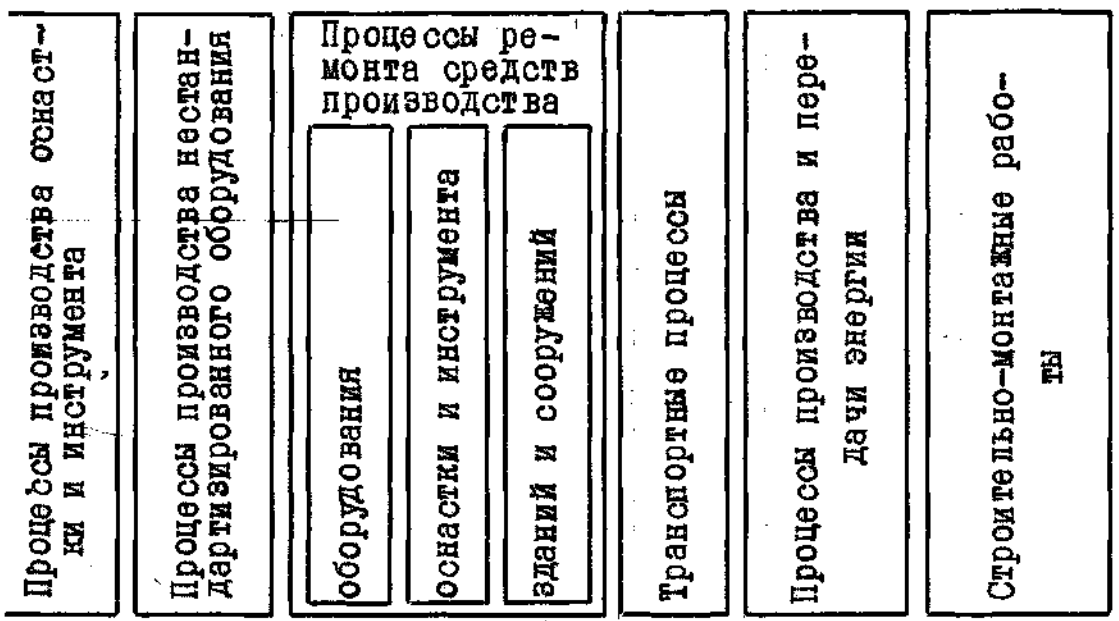 Процессы производства оснаст-
ки и инструмента
Процессы производства нестан-
дартизированного оборудования
Процессы ре-
монта средств
производства
оборудования
оснастки и инструмента
зданий и сооружений
Транспортные процессы
Процессы производства и пере-
дачи энергии
Строительно-монтажные рабо-
ты